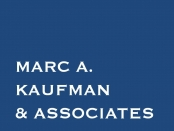 MARC A.
KAUFMAN
& ASSOCIATES